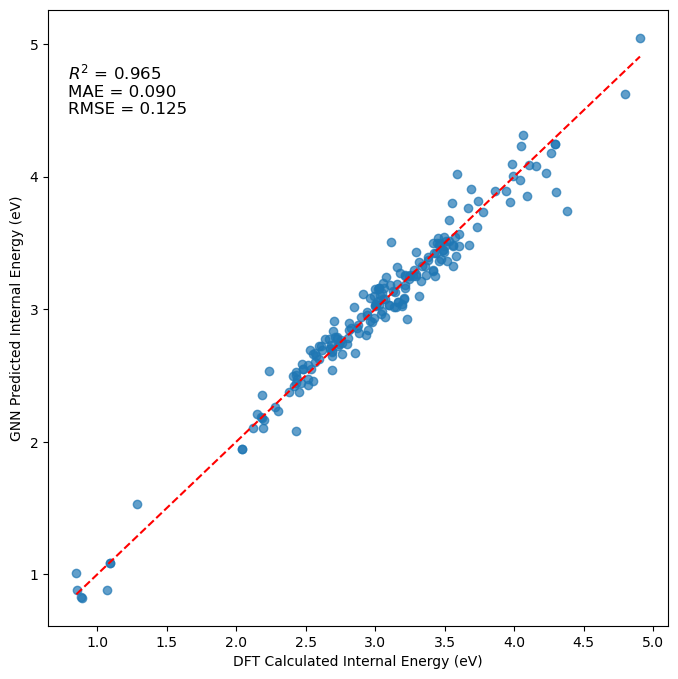 R² = 0.965
MAE = 0.090
RMSE = 0.125
GNN Predicted Internal Energy (eV)
5
4
3
2
1
1.0 1.5 2.0 2.5 3.0 3.5 4.0 4.5 5.0
DFT Calculated Internal Energy (eV)